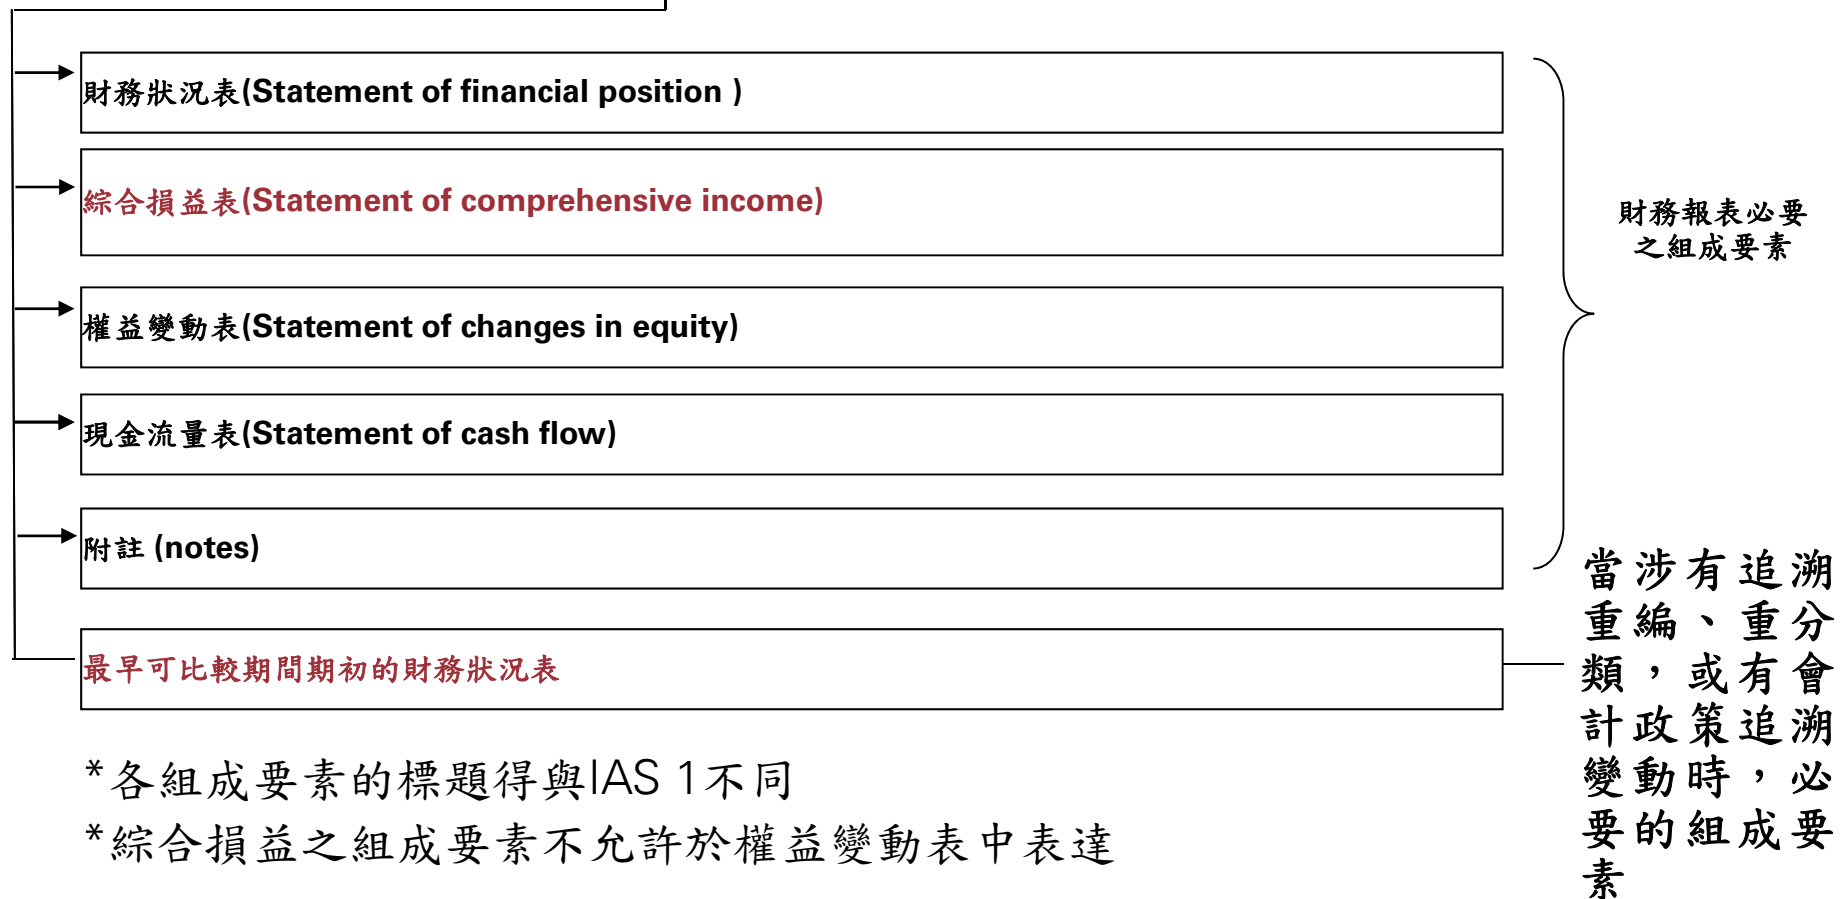 財務狀況表(Statement of financial position )
綜合損益表(Statement of comprehensive income)
財務報表必要
之組成要素
權益變動表(Statement of changes in equity)
現金流量表(Statement of cash flow)
附註 (notes)
最早可比較期間期初的財務狀況表
當涉有追溯
重編、重分
類，或有會
計政策追溯
變動時，必
要的組成要
素
*各組成要素的標題得與IAS 1不同
*綜合損益之組成要素不允許於權益變動表中表達